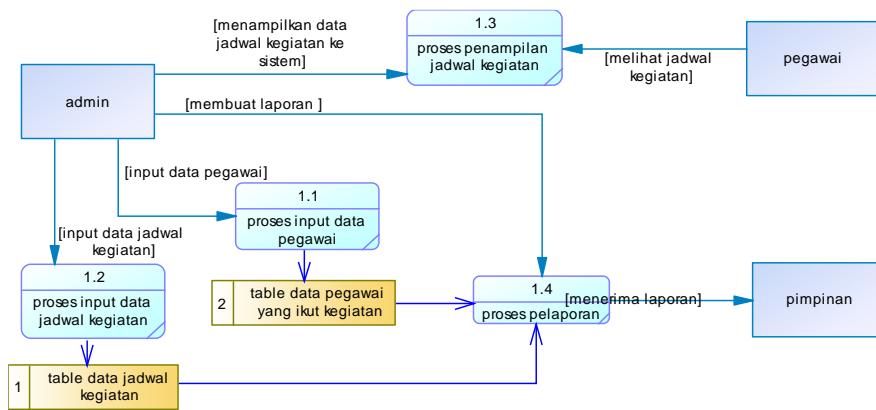 [menampilkan data
jadwal kegiatan ke
sistem]
1.3
proses penampilan
jadwal kegiatan
[melihat jadwal
kegiatan]
pegawai
admin
[membuat laporan ]
[input data pegawai]
1.1
proses input data
pegawai
[input data jadwal
kegiatan]
1.2
proses input data
jadwal kegiatan
2
table data pegawai
yang ikut kegiatan
1.4
proses pelaporan
[menerima laporan]
pimpinan
1
table data jadwal
kegiatan